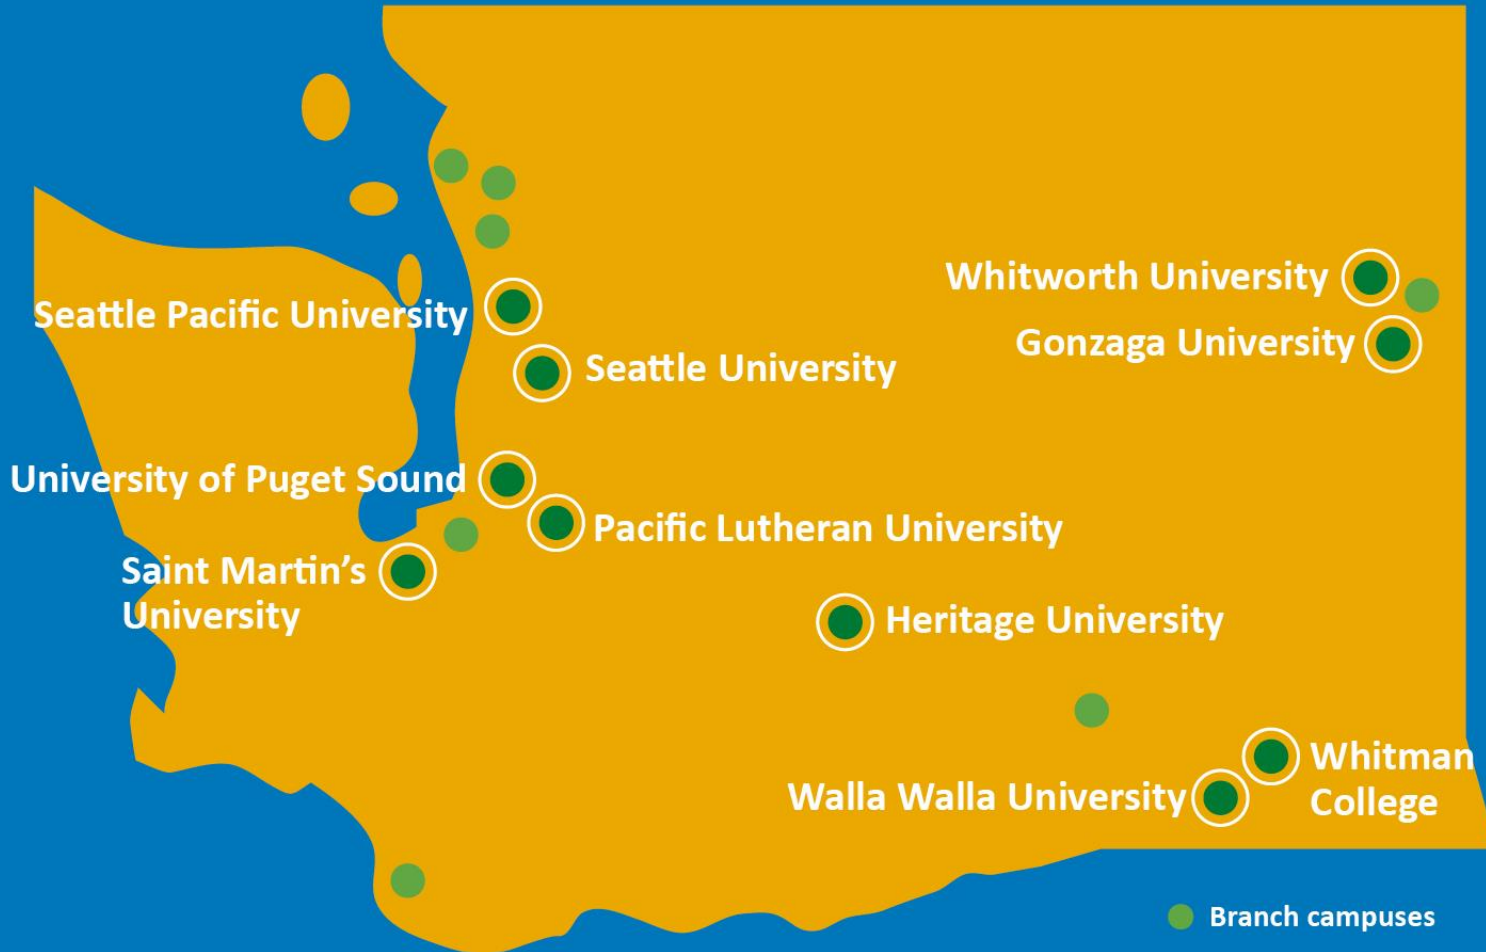 Whitworth University
Seattle Pacific University
Gonzaga University
Seattle University
University of Puget Sound
Pacific Lutheran University
Saint Martin’s
University
Heritage University
Whitman
College
Walla Walla University
Branch campuses